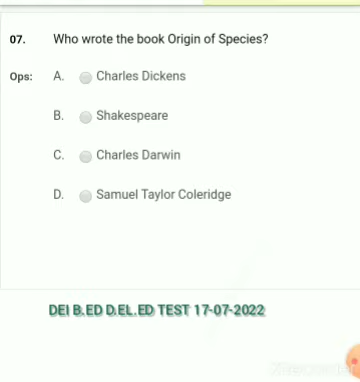 07. Who wrote the book Origin of Species?
Ops: A. Charles Dickens
B. Shakespeare
C. Charles Darwin
D. Samuel Taylor Coleridge
DEI B.ED D.EL.ED TEST 17-07-2022